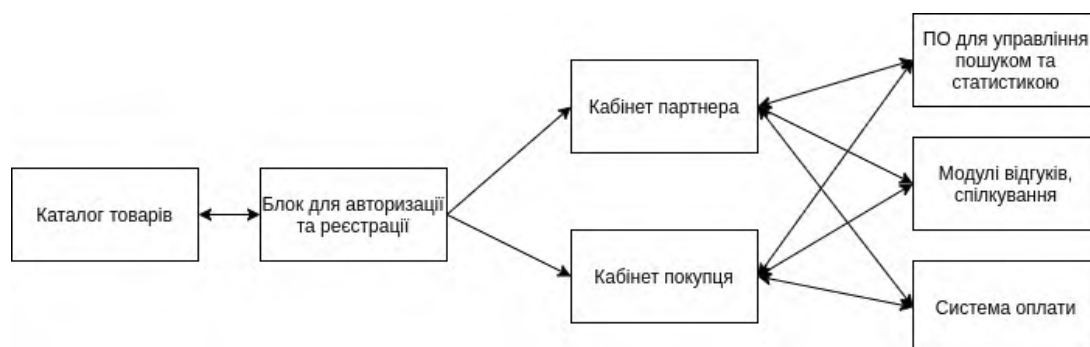 Каталог товарів
Блок для авторизації
та реєстрації
Кабінет партнера
Кабінет покупця
ПО для управління
пошуком та
статистикою
Модулі відгуків,
спілкування
Система оплати